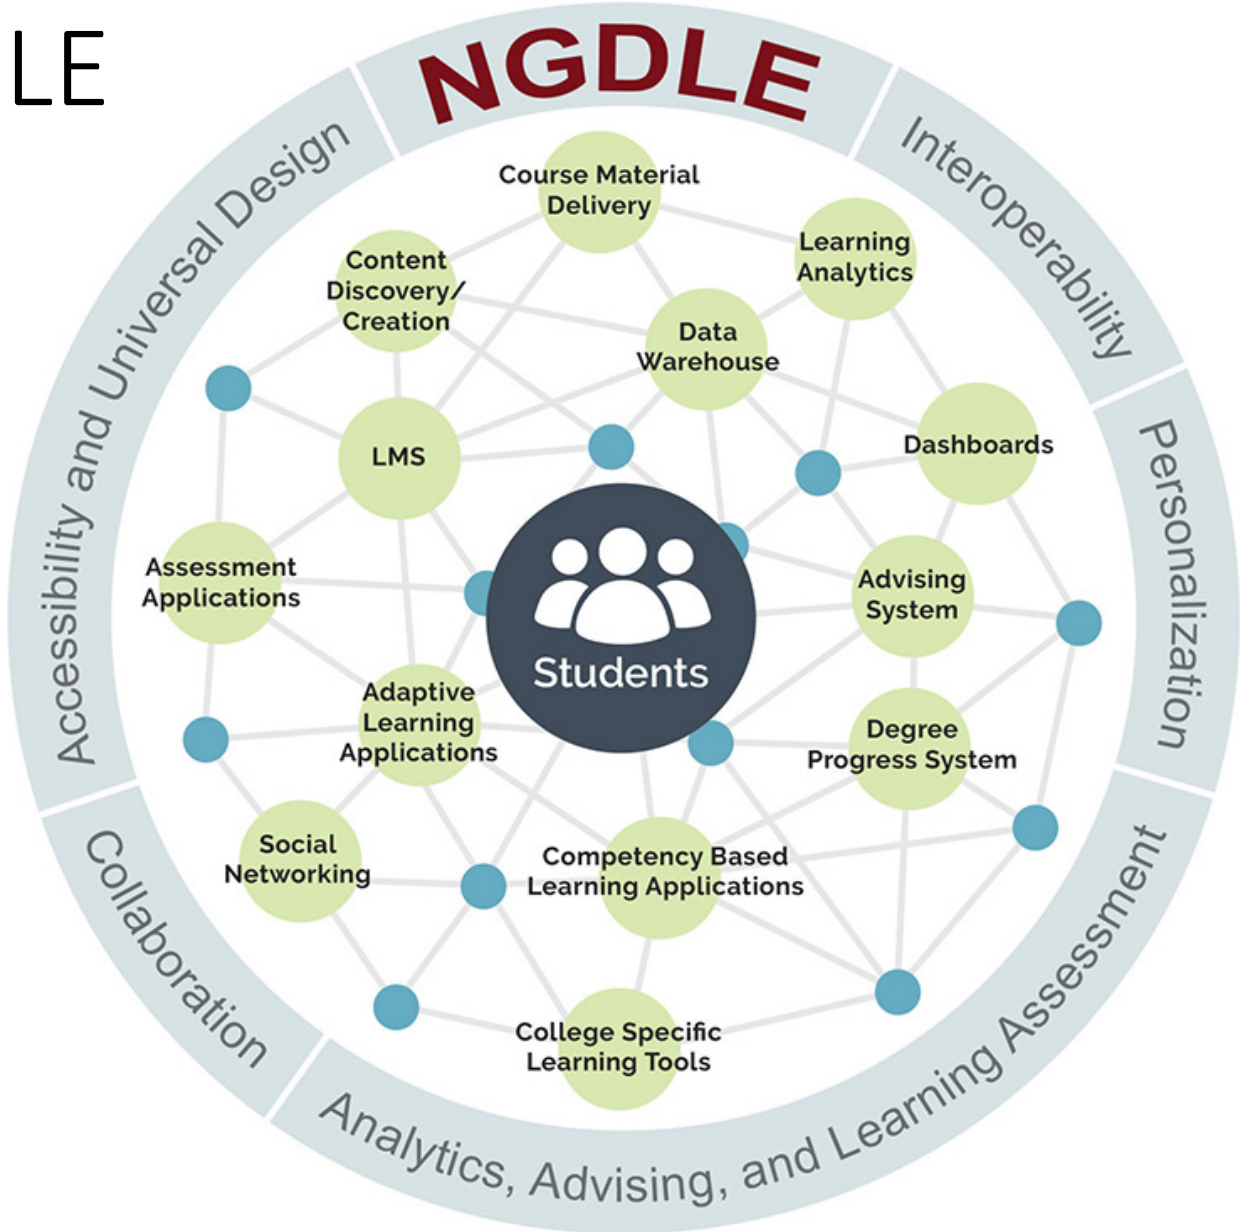 LE
NGDLE
Interoperability
Personalization
Analytics, Advising, and Learning Assessment
Collaboration
Accessibility and Universal Design
Course Material
Delivery
Learning
Analytics
Content
Discovery/
Creation
Data
Warehouse
LMS
Dashboards
Assessment
Applications
Advising
System
Students
Adaptive
Learning
Applications
Degree
Progress System
Social
Networking
Competency Based
Learning Applications
College Specific
Learning Tools